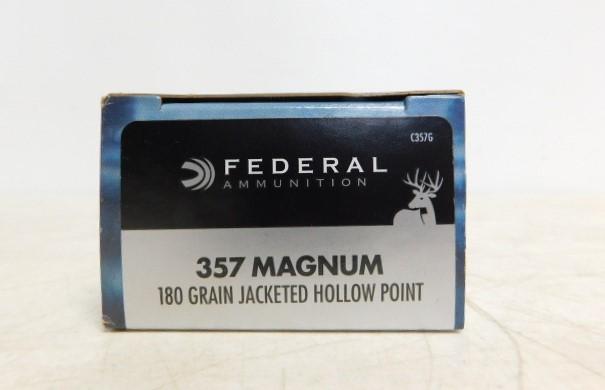 C357G
FEDERAL
AMMUNITION
357 MAGNUM
180 GRAIN JACKETED HOLLOW POINT